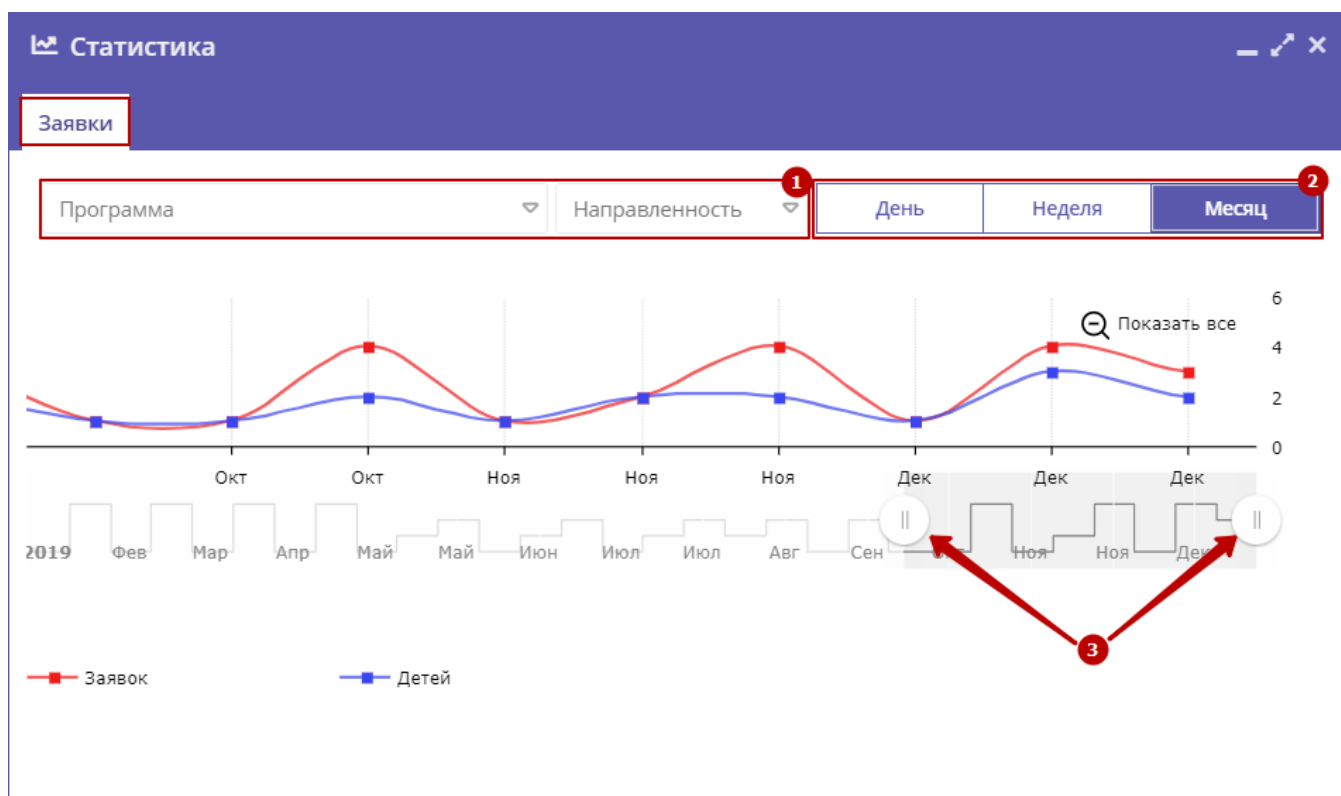 Статистика
Заявки
1
2
Программа
Направленность
День
Неделя
Месяц
6
Показать все
4
2
0
Окт Окт Ноя Ноя Ноя Дек Дек Дек
2019 Фев Мар Апр Май Май Июн Июл Июл Авг Сен Окт Ноя Ноя Дек
3
Заявок
Детей